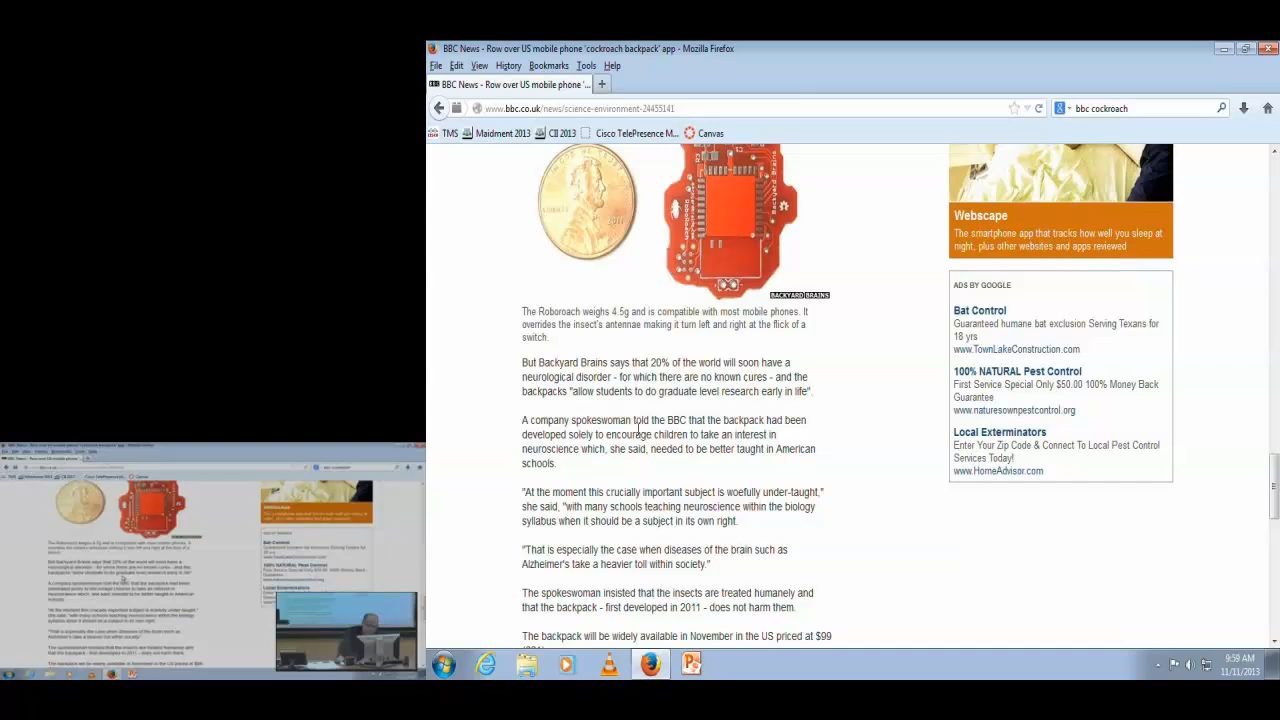 BBC News - Row over US mobile phone 'cockroach backpack' app - Mozilla Firefox
File Edit View History Bookmarks Tools Help
BBC News - Row over US mobile phone '...
www.bbc.co.uk/news/science-environment-24455141
bbc cockroach
TMS Maidment 2013 CII 2013 Cisco TelePresence M... Canvas
LIBERTY 2011
Backyard Brains
BACKYARD BRAINS
The Roboroach weighs 4.5g and is compatible with most mobile phones. It
overrides the insect's antennae making it turn left and right at the flick of a
switch.
But Backyard Brains says that 20% of the world will soon have a
neurological disorder - for which there are no known cures - and the
backpacks "allow students to do graduate level research early in life".
A company spokeswoman told the BBC that the backpack had been
developed solely to encourage children to take an interest in
neuroscience which, she said, needed to be better taught in American
schools.
"At the moment this crucially important subject is woefully under-taught,"
she said, "with many schools teaching neuroscience within the biology
syllabus when it should be a subject in its own right.
"That is especially the case when diseases of the brain such as
Alzheimer's take a heavier toll within society."
The spokesman insisted that the insects are treated humanely
and that the backpack - first developed in 2011 - does not harm them.
The backpack will be widely available in November in the US priced at
Webscape
The smartphone app that tracks how well you sleep at
night, plus other websites and apps reviewed
ADS BY GOOGLE
Bat Control
Guaranteed humane bat exclusion Serving Texans for
18 yrs
www.TownLakeConstruction.com
100% NATURAL Pest Control
First Service Special Only $50.00 100% Money Back
Guarantee
www.naturesownpestcontrol.org
Local Exterminators
Enter Your Zip Code & Connect To Local Pest Control
Services Today!
www.HomeAdvisor.com
9:59 AM
11/11/2013